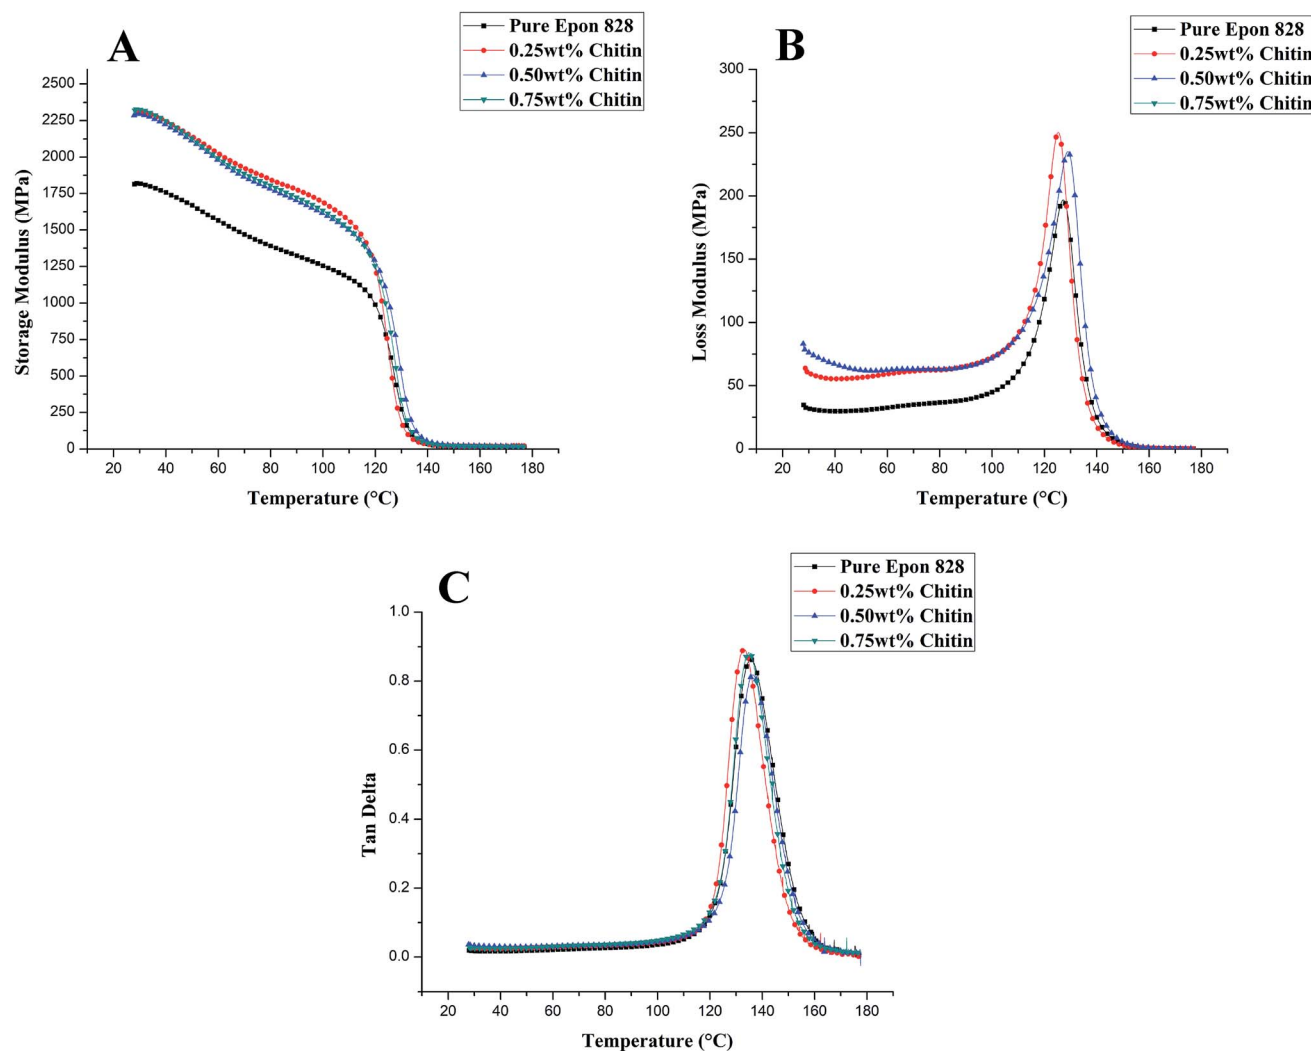 A
Pure Epon 828
0.25wt% Chitin
0.50wt% Chitin
0.75wt% Chitin
2500
2250
2000
1750
1500
1250
1000
750
500
250
0
Storage Modulus (MPa)
20 40 60 80 100 120 140 160 180
Temperature (°C)
B
Pure Epon 828
0.25wt% Chitin
0.50wt% Chitin
0.75wt% Chitin
300
250
200
150
100
50
0
Loss Modulus (MPa)
20 40 60 80 100 120 140 160 180
Temperature (°C)
C
Pure Epon 828
0.25wt% Chitin
0.50wt% Chitin
0.75wt% Chitin
1.0
0.8
0.6
0.4
0.2
0.0
Tan Delta
20 40 60 80 100 120 140 160 180
Temperature (°C)